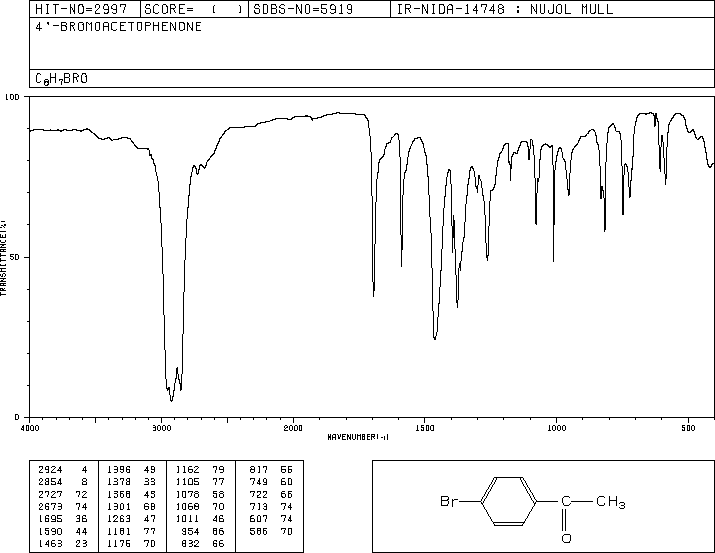 HIT-NO=2997 SCORE= ( ) SDBS-NO=5919 IR-NIDA-14748 : NUJOL MULL
4'-BROMOACETOPHENONE
C8H7BRO
100
50
0
TRANSMITTANCE(%)
4000 3000 2000 1500 1000 500
WAVENUMBER(-1)
2924 4 1396 49 1162 79 817 55
2854 8 1378 33 1105 77 749 60
2727 72 1368 45 1078 58 722 66
2673 74 1301 68 1068 70 713 74
1695 36 1263 47 1011 46 607 74
1590 44 1181 77 954 86 586 70
1463 23 1176 70 832 66
Br C CH3
O